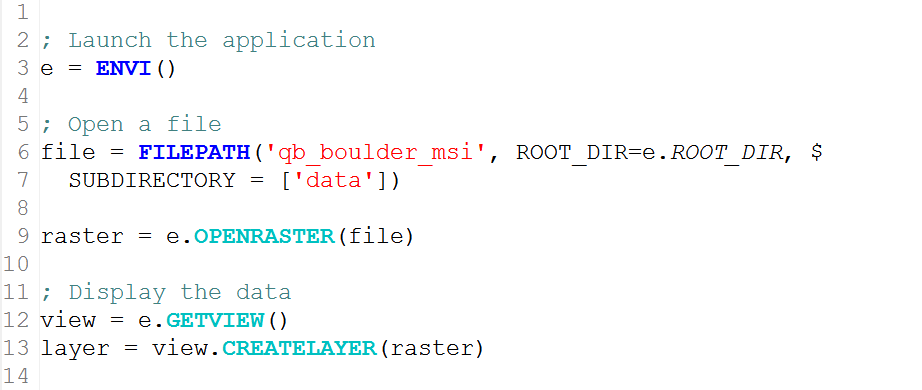 1
2 ; Launch the application
3 e = ENVI()
4
5 ; Open a file
6 file = FILEPATH('qb_boulder_msi', ROOT_DIR=e.ROOT_DIR, $
7   SUBDIRECTORY = ['data'])
8
9 raster = e.OPENRASTER(file)
10
11 ; Display the data
12 view = e.GETVIEW()
13 layer = view.CREATELAYER(raster)
14